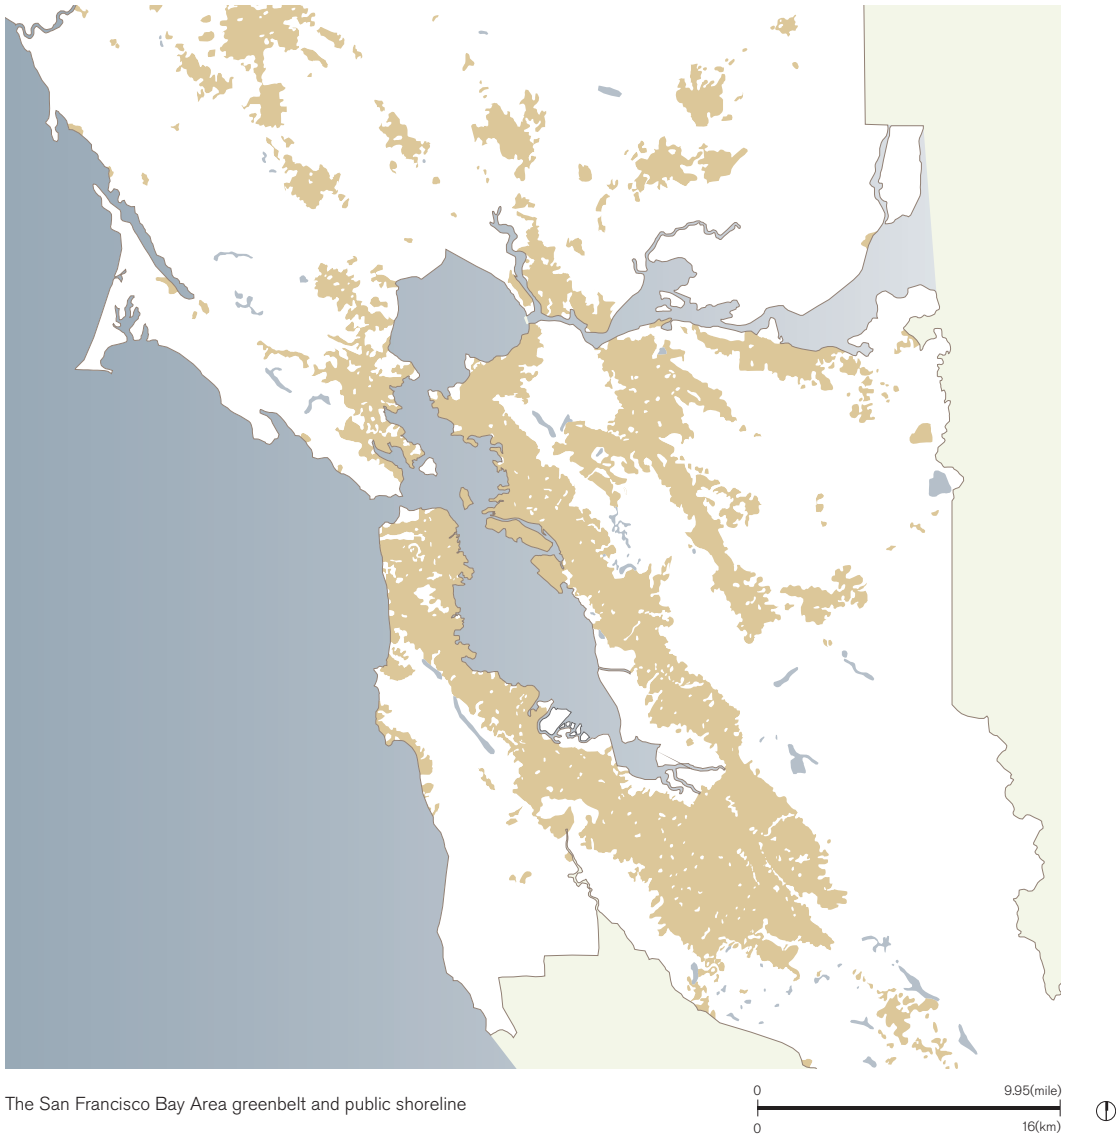 The San Francisco Bay Area greenbelt and public shoreline
0 9.95(mile)
0 16(km)